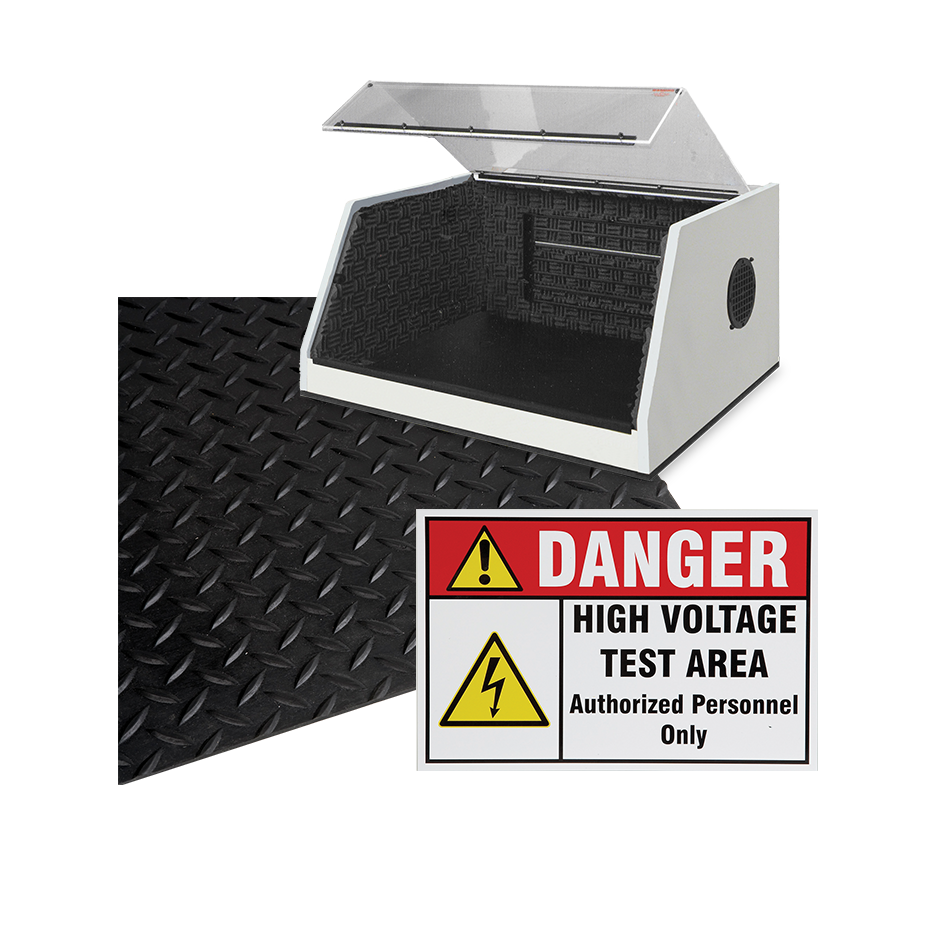 DANGER
HIGH VOLTAGE
TEST AREA
Authorized Personnel
Only